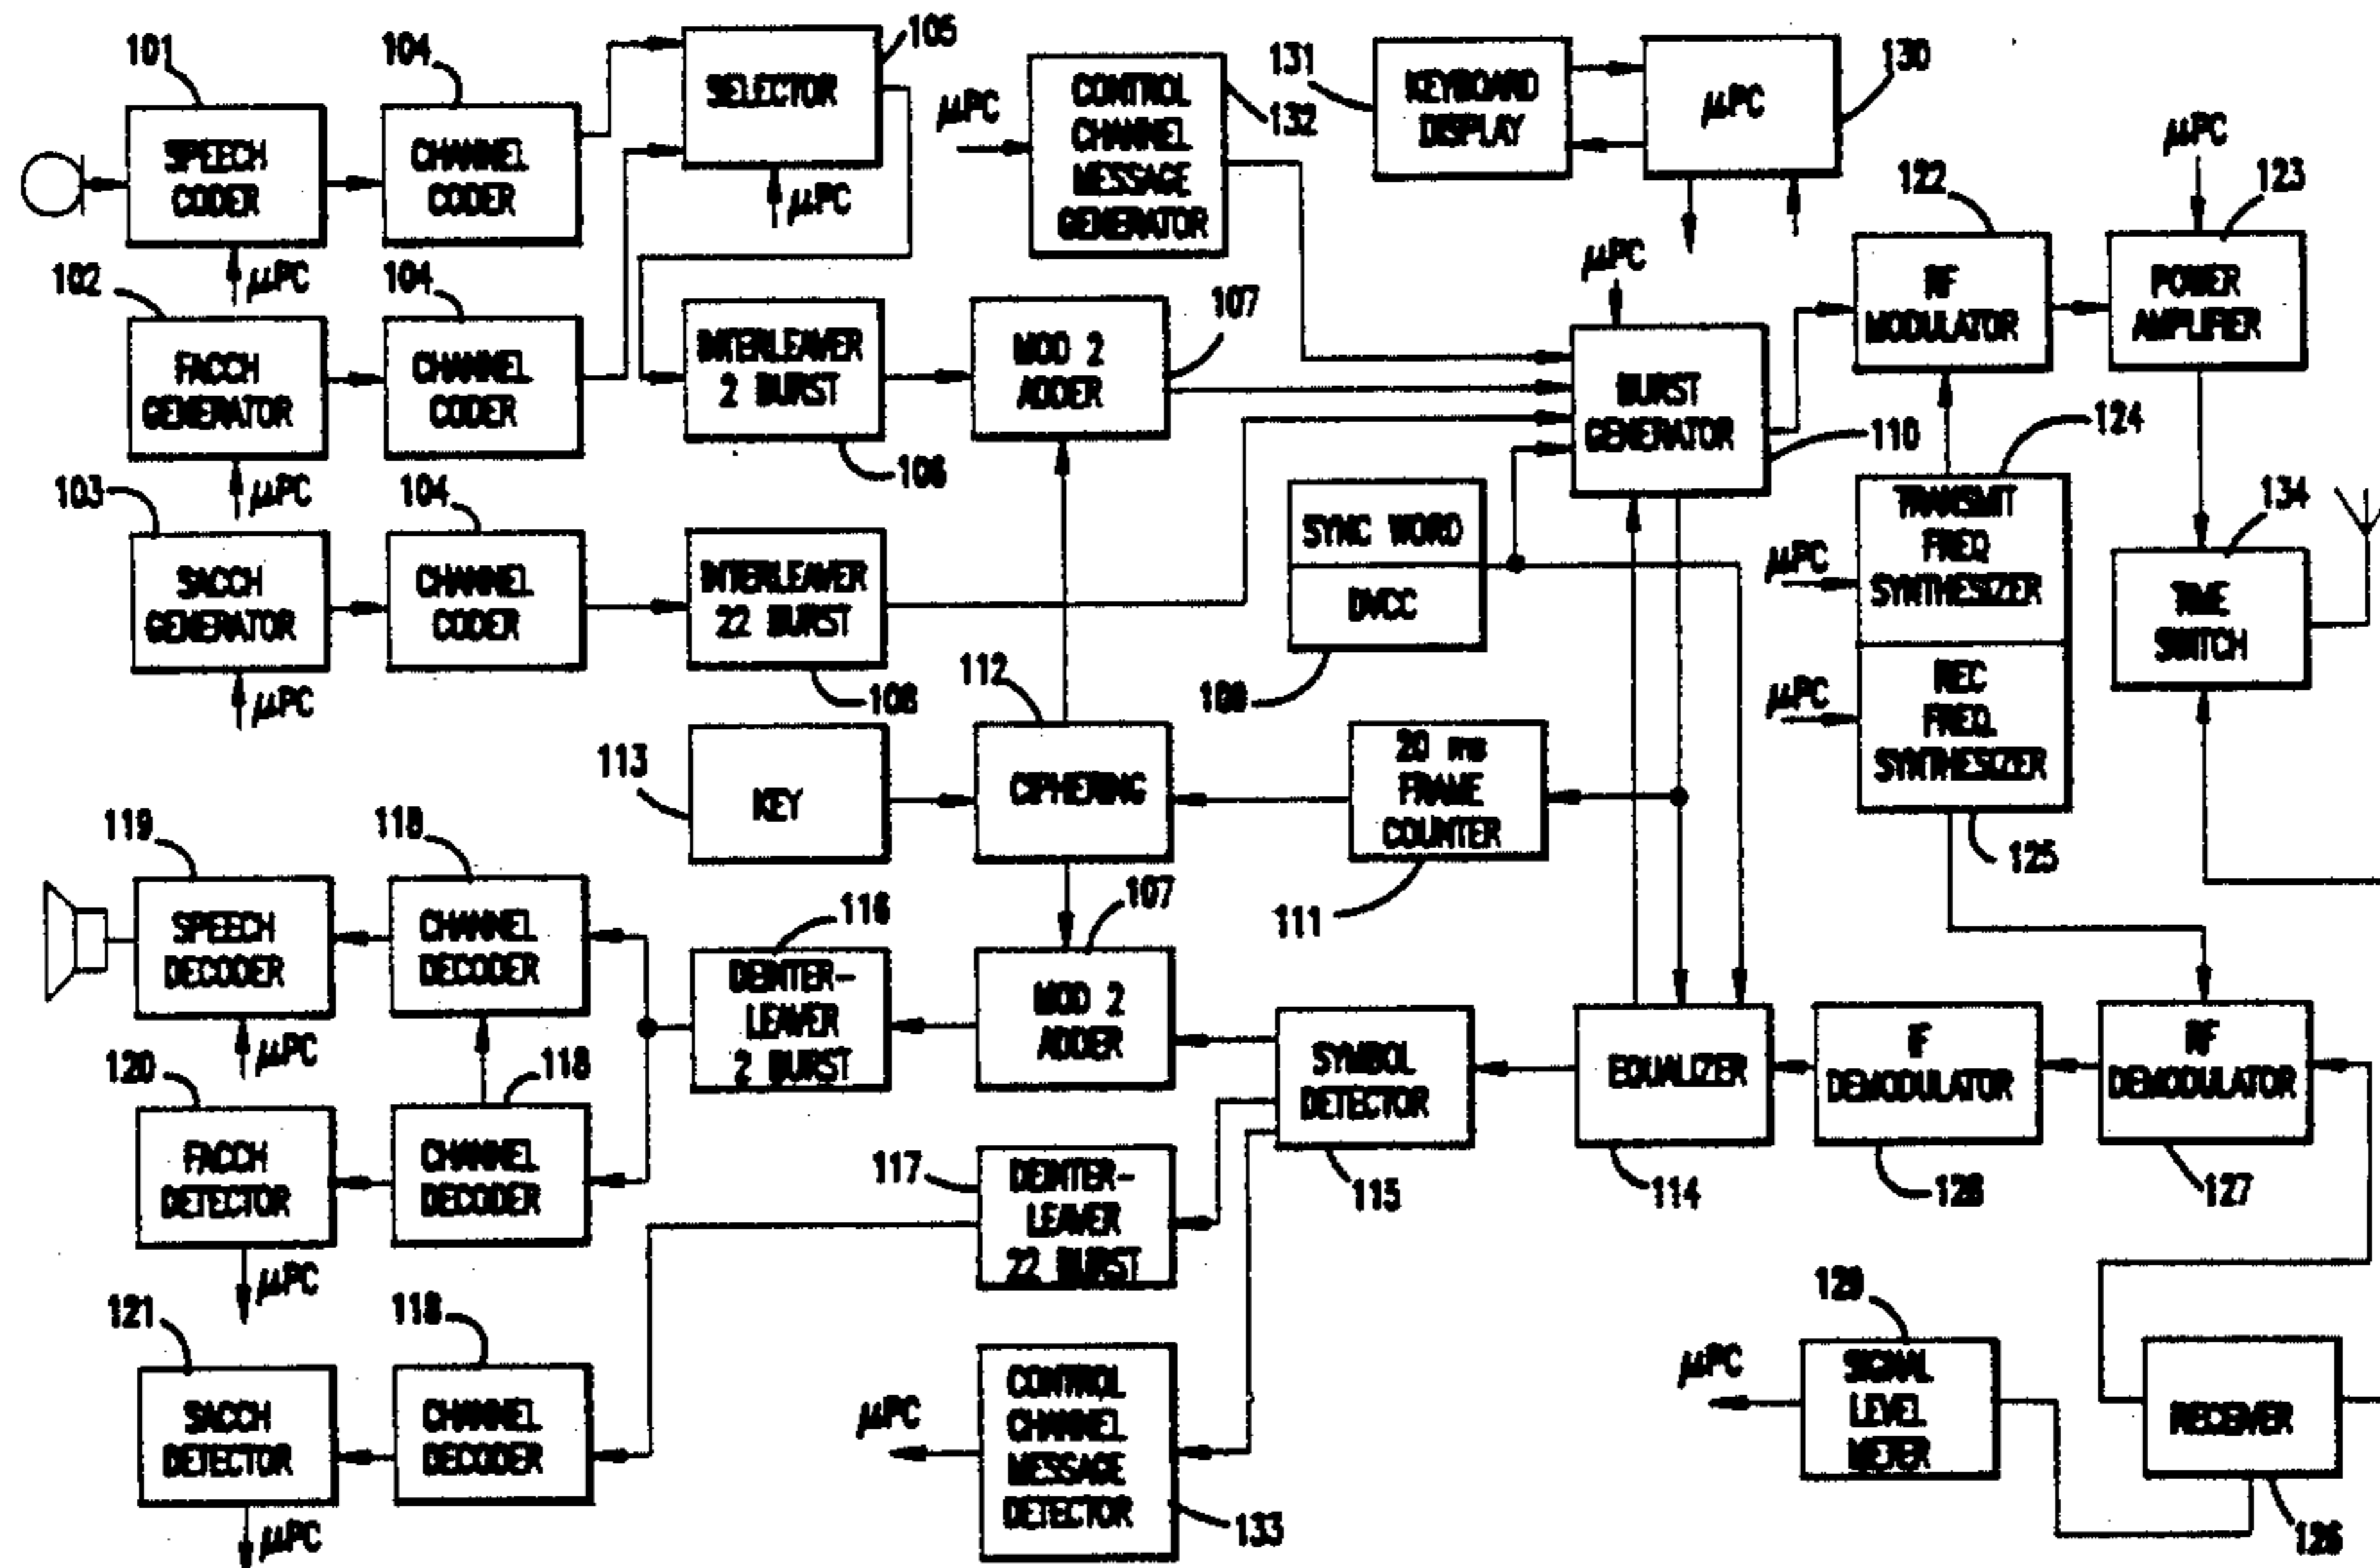 101
SPEECH
CODER
µPC
104
CHANNEL
CODER
105
SELECTOR
µPC
µPC
CONTROL
CHANNEL
MESSAGE
GENERATOR
132
131
KEYBOARD
DISPLAY
µPC
130
102
FACCH
GENERATOR
µPC
104
CHANNEL
CODER
INTERLEAVER
2 BURST
106
MOD 2
ADDER
107
µPC
BURST
GENERATOR
110
122
RF
MODULATOR
µPC
123
POWER
AMPLIFIER
103
SACCH
GENERATOR
µPC
104
CHANNEL
CODER
INTERLEAVER
22 BURST
108
SYNC WORD
DVCC
109
124
µPC
TRANSMIT
FREQ
SYNTHESIZER
µPC
REC
FREQ.
SYNTHESIZER
125
134
TIME
SWITCH
113
KEY
112
CIPHERING
20 ms
FRAME
COUNTER
111
119
SPEECH
DECODER
µPC
118
CHANNEL
DECODER
116
DEINTER-
LEAVER
2 BURST
107
MOD 2
ADDER
SYMBOL
DETECTOR
115
EQUALIZER
114
IF
DEMODULATOR
128
RF
DEMODULATOR
127
120
FACCH
DETECTOR
µPC
118
CHANNEL
DECODER
117
DEINTER-
LEAVER
22 BURST
121
SACCH
DETECTOR
µPC
118
CHANNEL
DECODER
µPC
CONTROL
CHANNEL
MESSAGE
DETECTOR
133
µPC
129
SIGNAL
LEVEL
METER
RECEIVER
126